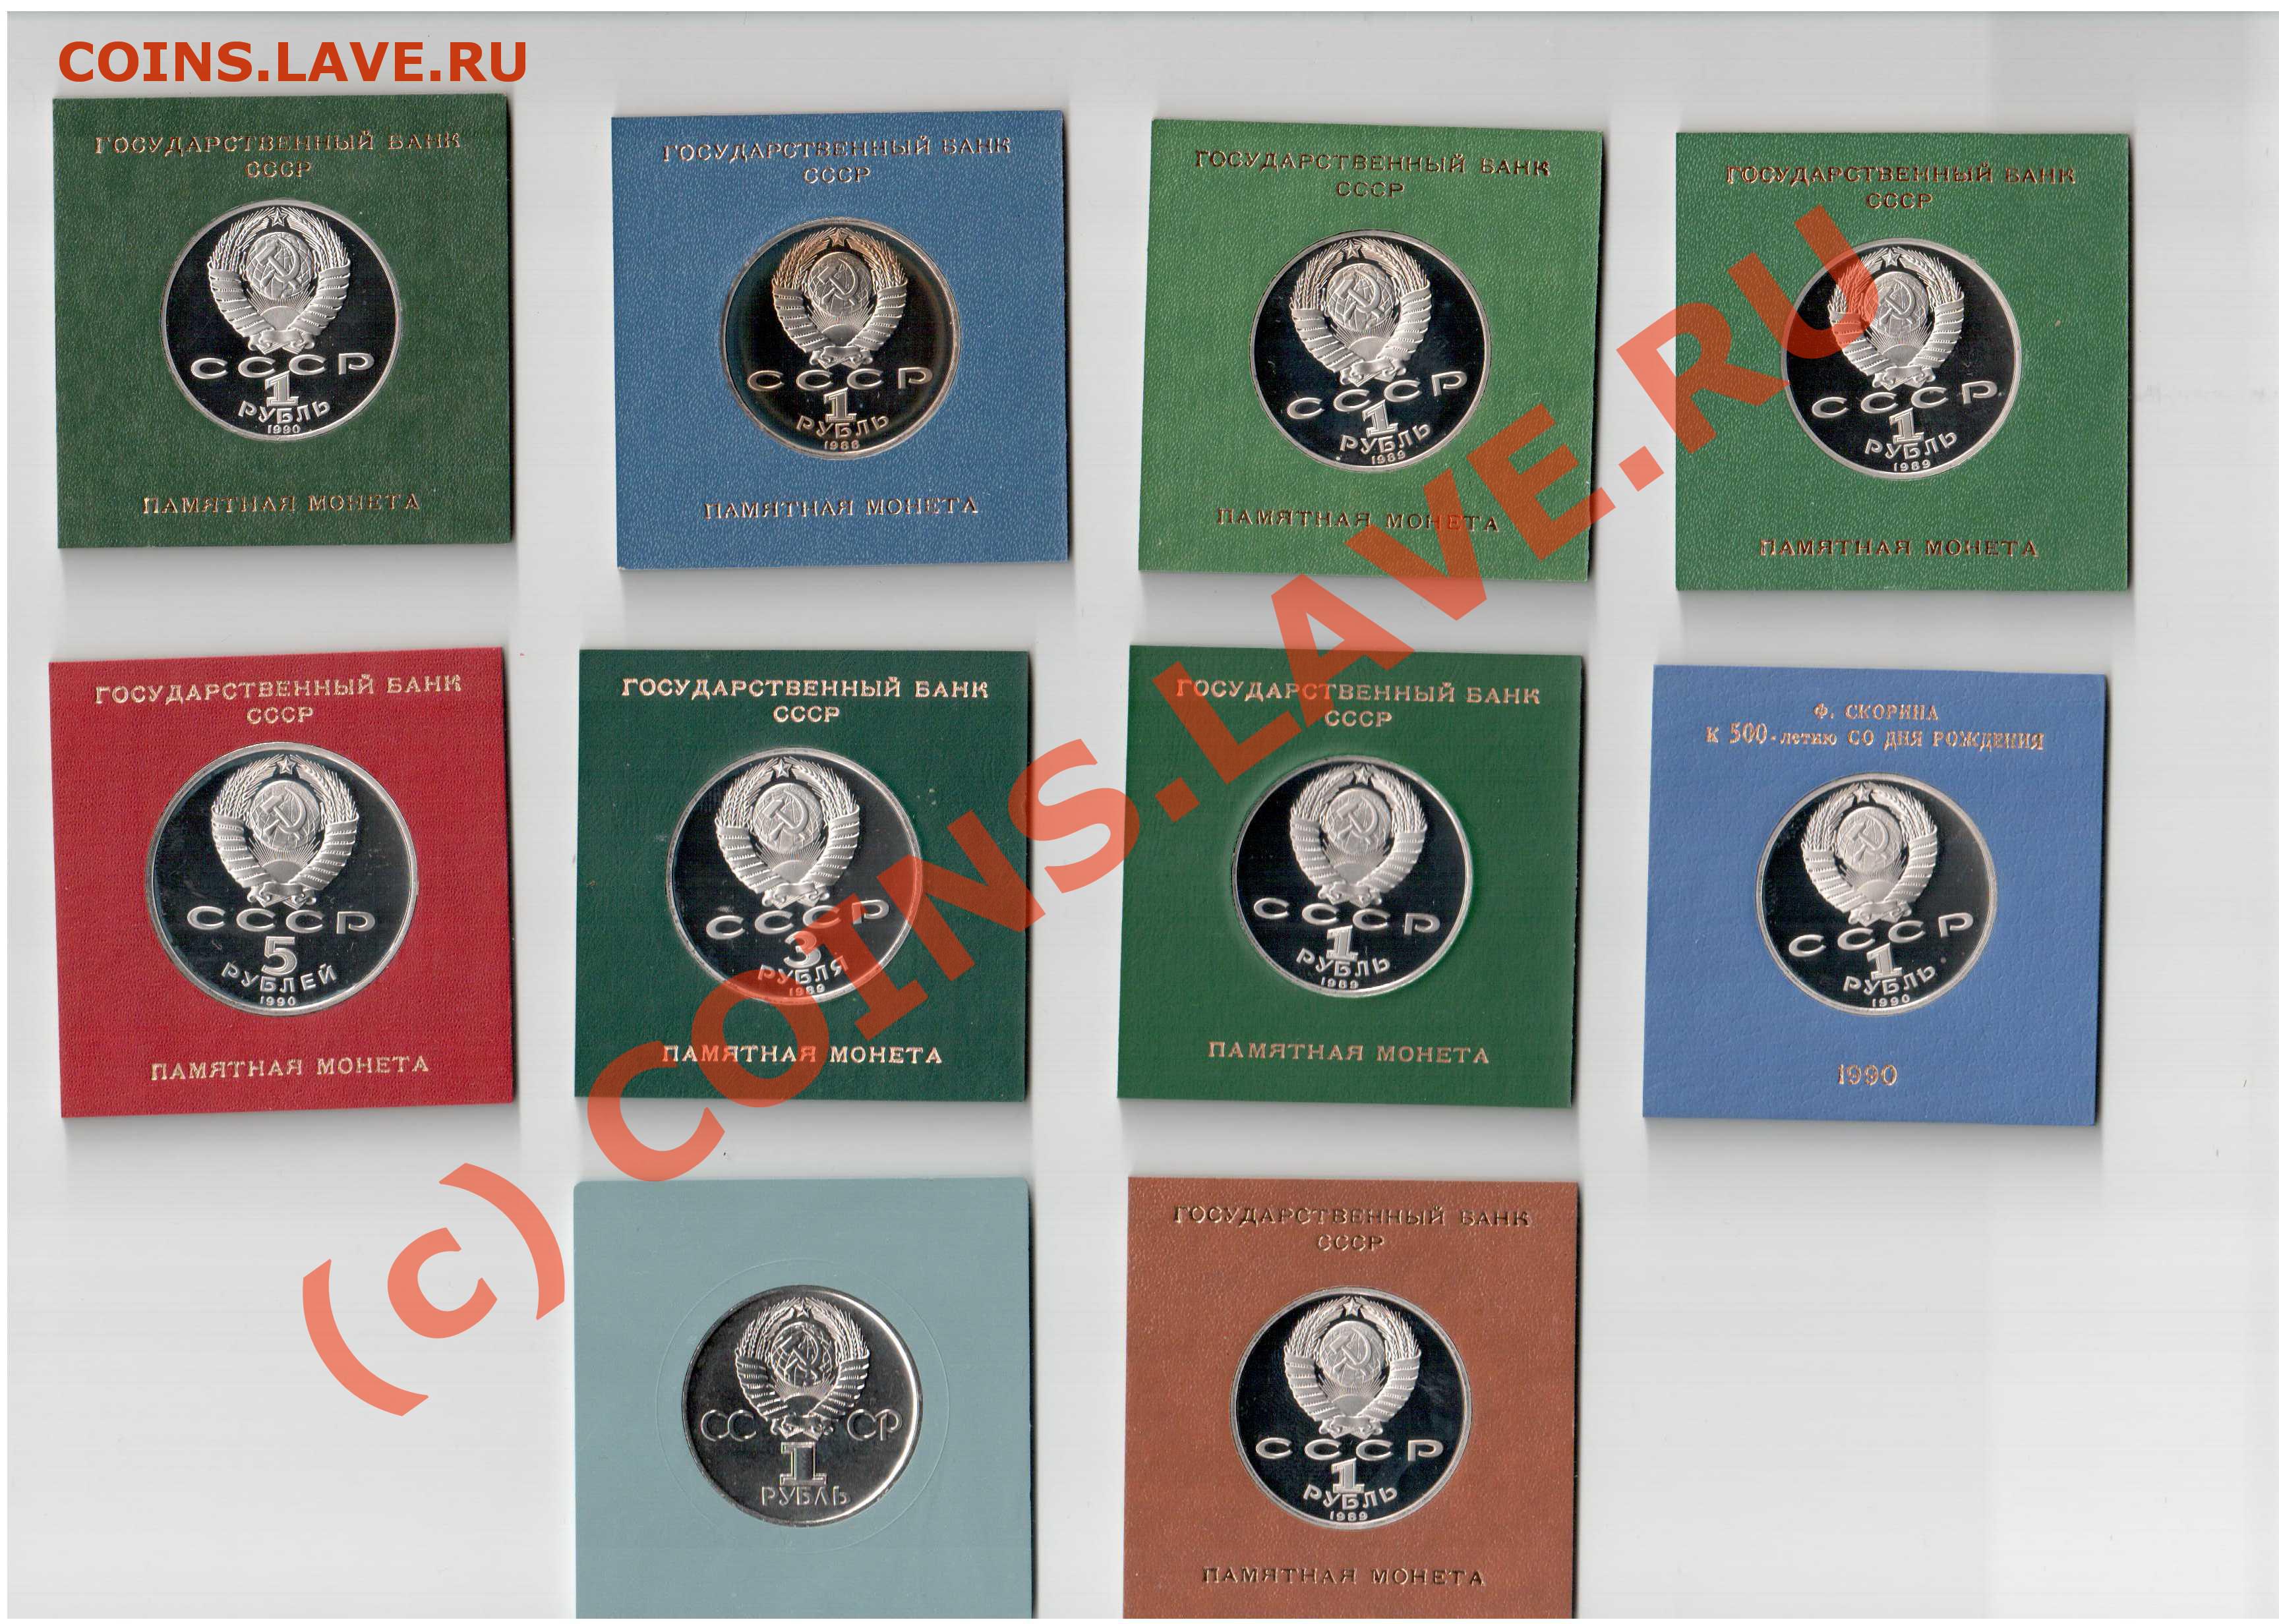 COINS.LAVE.RU
ГОСУДАРСТВЕННЫЙ БАНК
СССР
СССР
1
РУБЛЬ
1990
ПАМЯТНАЯ МОНЕТА
ГОСУДАРСТВЕННЫЙ БАНК
СССР
СССР
1
РУБЛЬ
1988
ПАМЯТНАЯ МОНЕТА
ГОСУДАРСТВЕННЫЙ БАНК
СССР
СССР
1
РУБЛЬ
1989
ПАМЯТНАЯ МОНЕТА
ГОСУДАРСТВЕННЫЙ БАНК
СССР
СССР
1
РУБЛЬ
1989
ПАМЯТНАЯ МОНЕТА
ГОСУДАРСТВЕННЫЙ БАНК
СССР
СССР
5
РУБЛЕЙ
1990
ПАМЯТНАЯ МОНЕТА
ГОСУДАРСТВЕННЫЙ БАНК
СССР
СССР
3
РУБЛЯ
1989
ПАМЯТНАЯ МОНЕТА
ГОСУДАРСТВЕННЫЙ БАНК
СССР
СССР
1
РУБЛЬ
1989
ПАМЯТНАЯ МОНЕТА
Ф. СКОРИНА
К 500-летию СО ДНЯ РОЖДЕНИЯ
СССР
1
РУБЛЬ
1990
1990
СС СР
1
РУБЛЬ
ГОСУДАРСТВЕННЫЙ БАНК
СССР
СССР
1
РУБЛЬ
1989
ПАМЯТНАЯ МОНЕТА
(c) COINS.LAVE.RU